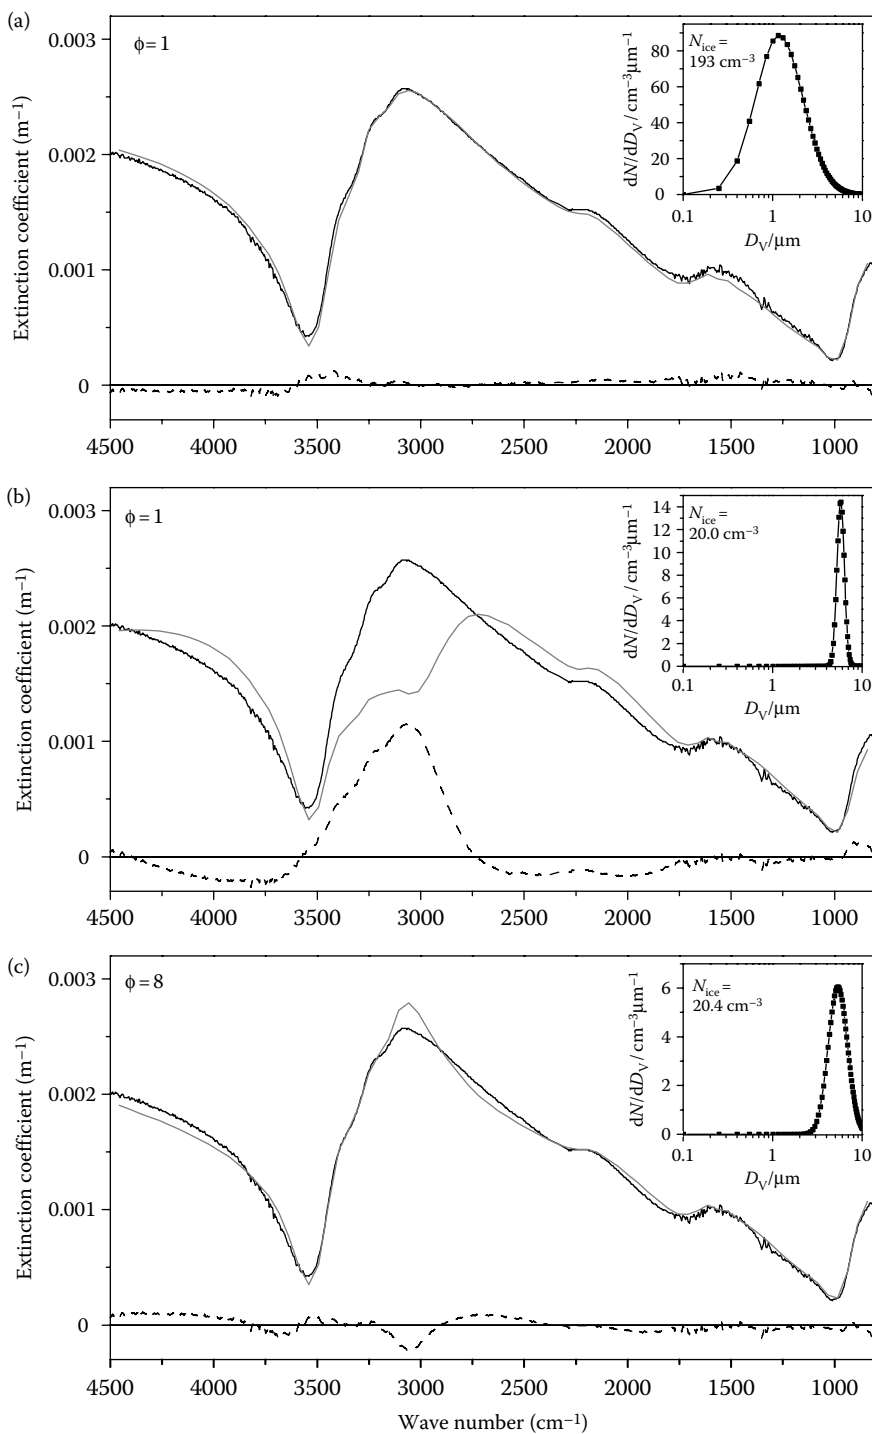 (a)
0.003
ϕ = 1
Extinction coefficient (m⁻¹)
0.002
0.001
0
4500 4000 3500 3000 2500 2000 1500 1000
dN/dD_V / cm⁻³μm⁻¹
80
60
40
20
0
N_ice =
193 cm⁻³
0.1 1 10
D_V/μm
(b)
0.003
ϕ = 1
Extinction coefficient (m⁻¹)
0.002
0.001
0
4500 4000 3500 3000 2500 2000 1500 1000
dN/dD_V / cm⁻³μm⁻¹
14
12
10
8
6
4
2
0
N_ice =
20.0 cm⁻³
0.1 1 10
D_V/μm
(c)
0.003
ϕ = 8
Extinction coefficient (m⁻¹)
0.002
0.001
0
4500 4000 3500 3000 2500 2000 1500 1000
Wave number (cm⁻¹)
dN/dD_V / cm⁻³μm⁻¹
6
4
2
0
N_ice =
20.4 cm⁻³
0.1 1 10
D_V/μm